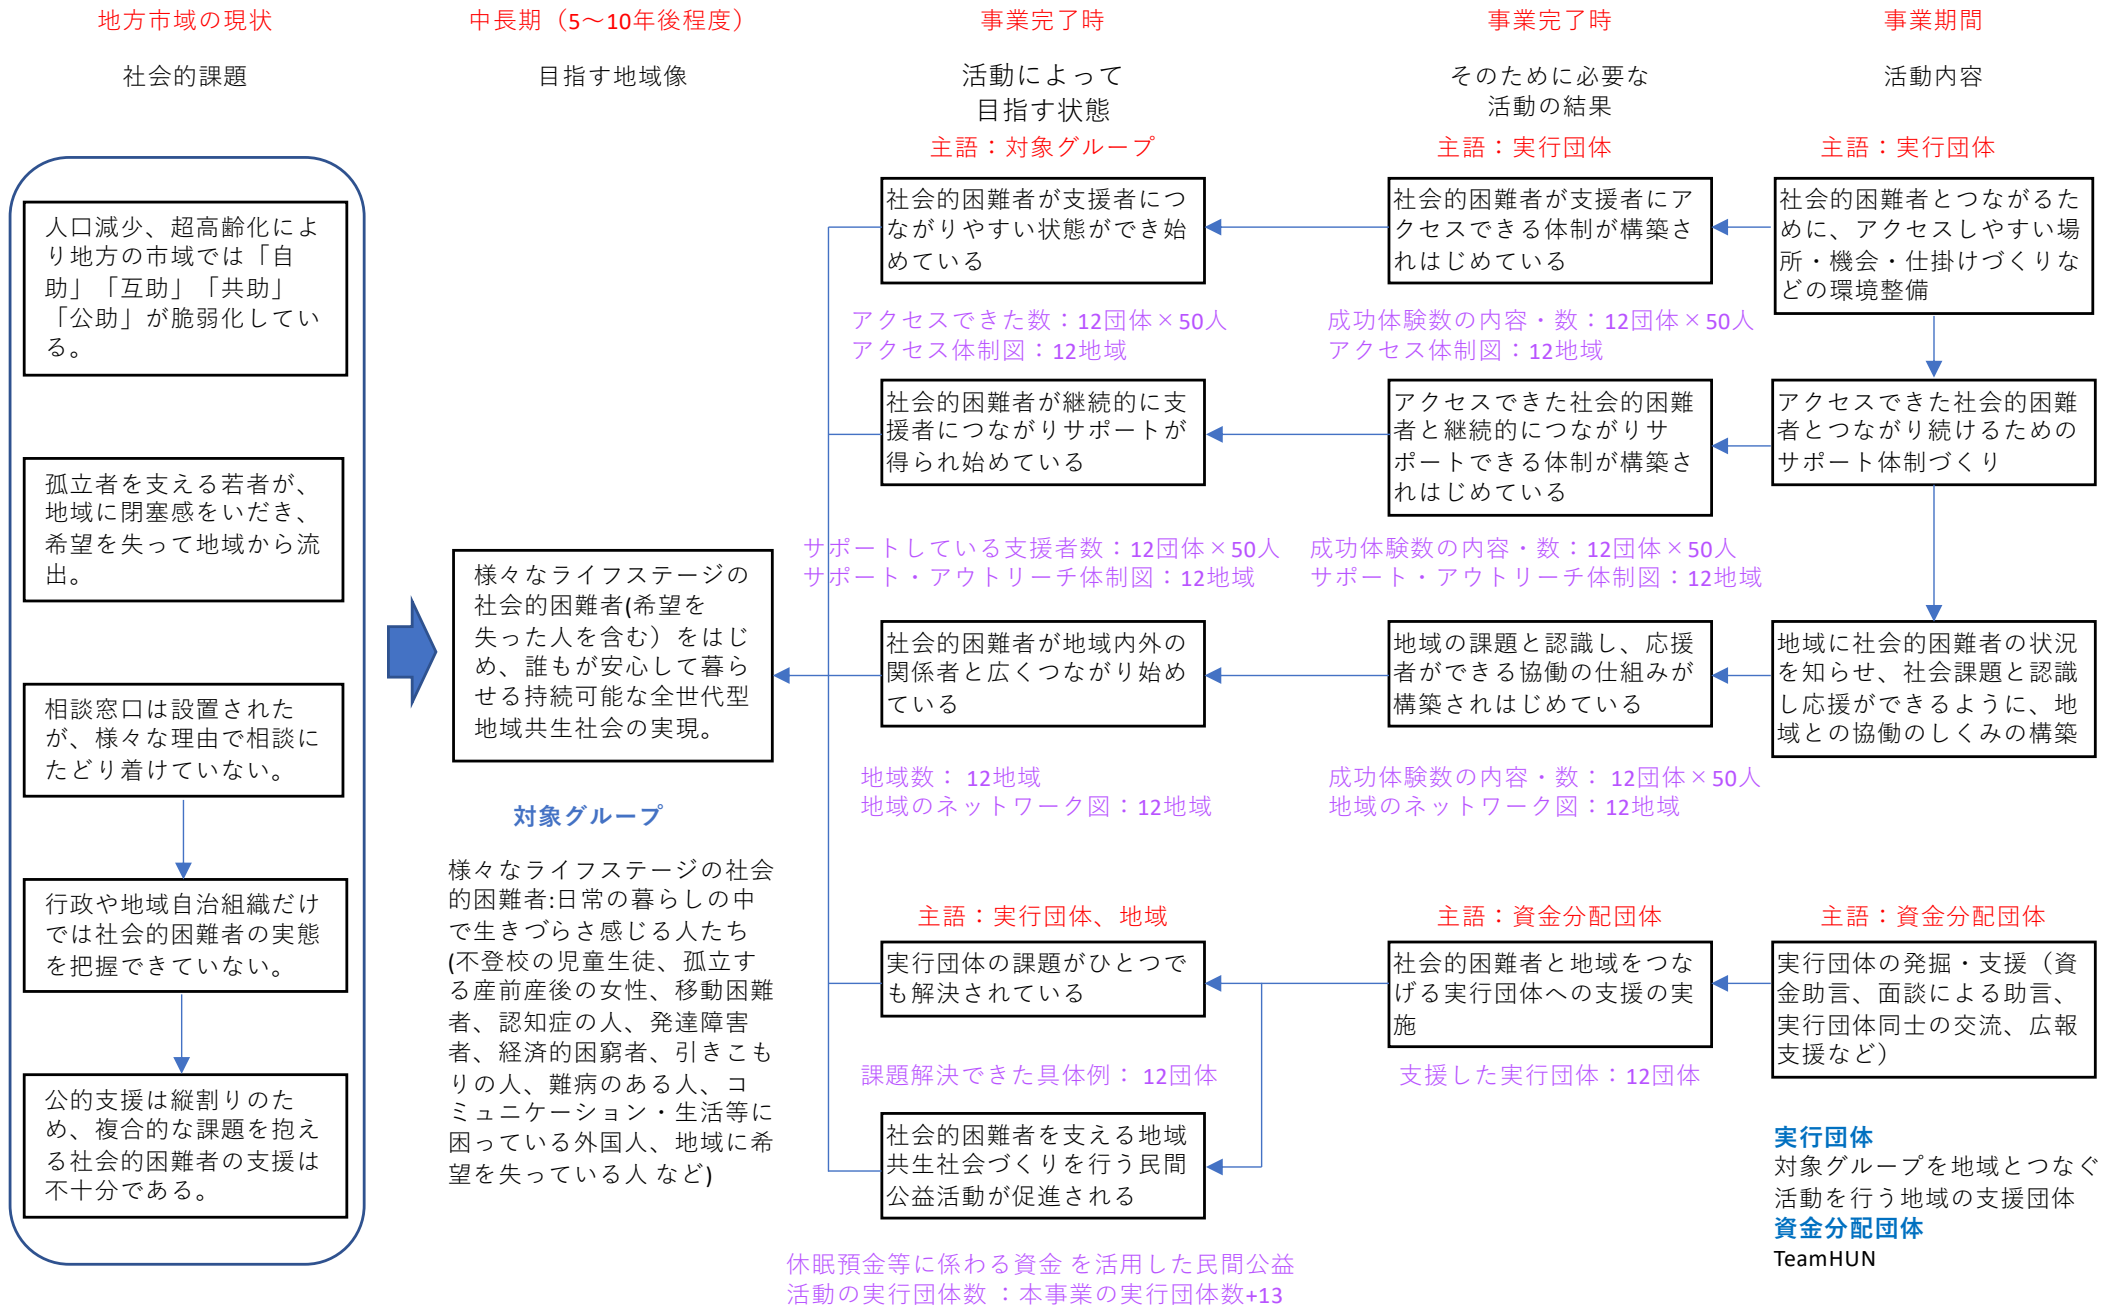 地方市域の現状
社会的課題
人口減少、超高齢化によ
り地方の市域では「自
助」「互助」「共助」
「公助」が脆弱化してい
る。
孤立者を支える若者が、
地域に閉塞感をいだき、
希望を失って地域から流
出。
相談窓口は設置された
が、様々な理由で相談に
たどり着けていない。
行政や地域自治組織だけ
では社会的困難者の実態
を把握できていない。
公的支援は縦割りのた
め、複合的な課題を抱え
る社会的困難者の支援は
不十分である。
中長期（5～10年後程度）
目指す地域像
様々なライフステージの
社会的困難者(希望を
失った人を含む）をはじ
め、誰もが安心して暮ら
せる持続可能な全世代型
地域共生社会の実現。
対象グループ
様々なライフステージの社会
的困難者:日常の暮らしの中
で生きづらさ感じる人たち
(不登校の児童生徒、孤立す
る産前産後の女性、移動困難
者、認知症の人、発達障害
者、経済的困窮者、引きこも
りの人、難病のある人、コ
ミュニケーション・生活等に
困っている外国人、地域に希
望を失っている人 など)
事業完了時
活動によって
目指す状態
主語：対象グループ
社会的困難者が支援者につ
ながりやすい状態ができ始
めている
アクセスできた数：12団体×50人
アクセス体制図：12地域
社会的困難者が継続的に支
援者につながりサポートが
得られ始めている
サポートしている支援者数：12団体×50人
サポート・アウトリーチ体制図：12地域
社会的困難者が地域内外の
関係者と広くつながり始め
ている
地域数： 12地域
地域のネットワーク図：12地域
主語：実行団体、地域
実行団体の課題がひとつで
も解決されている
課題解決できた具体例： 12団体
社会的困難者を支える地域
共生社会づくりを行う民間
公益活動が促進される
休眠預金等に係わる資金 を活用した民間公益
活動の実行団体数 ：本事業の実行団体数+13
事業完了時
そのために必要な
活動の結果
主語：実行団体
社会的困難者が支援者にア
クセスできる体制が構築さ
れはじめている
成功体験数の内容・数：12団体×50人
アクセス体制図：12地域
アクセスできた社会的困難
者と継続的につながりサ
ポートできる体制が構築さ
れはじめている
成功体験数の内容・数：12団体×50人
サポート・アウトリーチ体制図：12地域
地域の課題と認識し、応援
者ができる協働の仕組みが
構築されはじめている
成功体験数の内容・数： 12団体×50人
地域のネットワーク図：12地域
主語：資金分配団体
社会的困難者と地域をつな
げる実行団体への支援の実
施
支援した実行団体：12団体
事業期間
活動内容
主語：実行団体
社会的困難者とつながるた
めに、アクセスしやすい場
所・機会・仕掛けづくりな
どの環境整備
アクセスできた社会的困難
者とつながり続けるための
サポート体制づくり
地域に社会的困難者の状況
を知らせ、社会課題と認識
し応援ができるように、地
域との協働のしくみの構築
主語：資金分配団体
実行団体の発掘・支援（資
金助言、面談による助言、
実行団体同士の交流、広報
支援など）
実行団体
対象グループを地域とつなぐ
活動を行う地域の支援団体
資金分配団体
TeamHUN